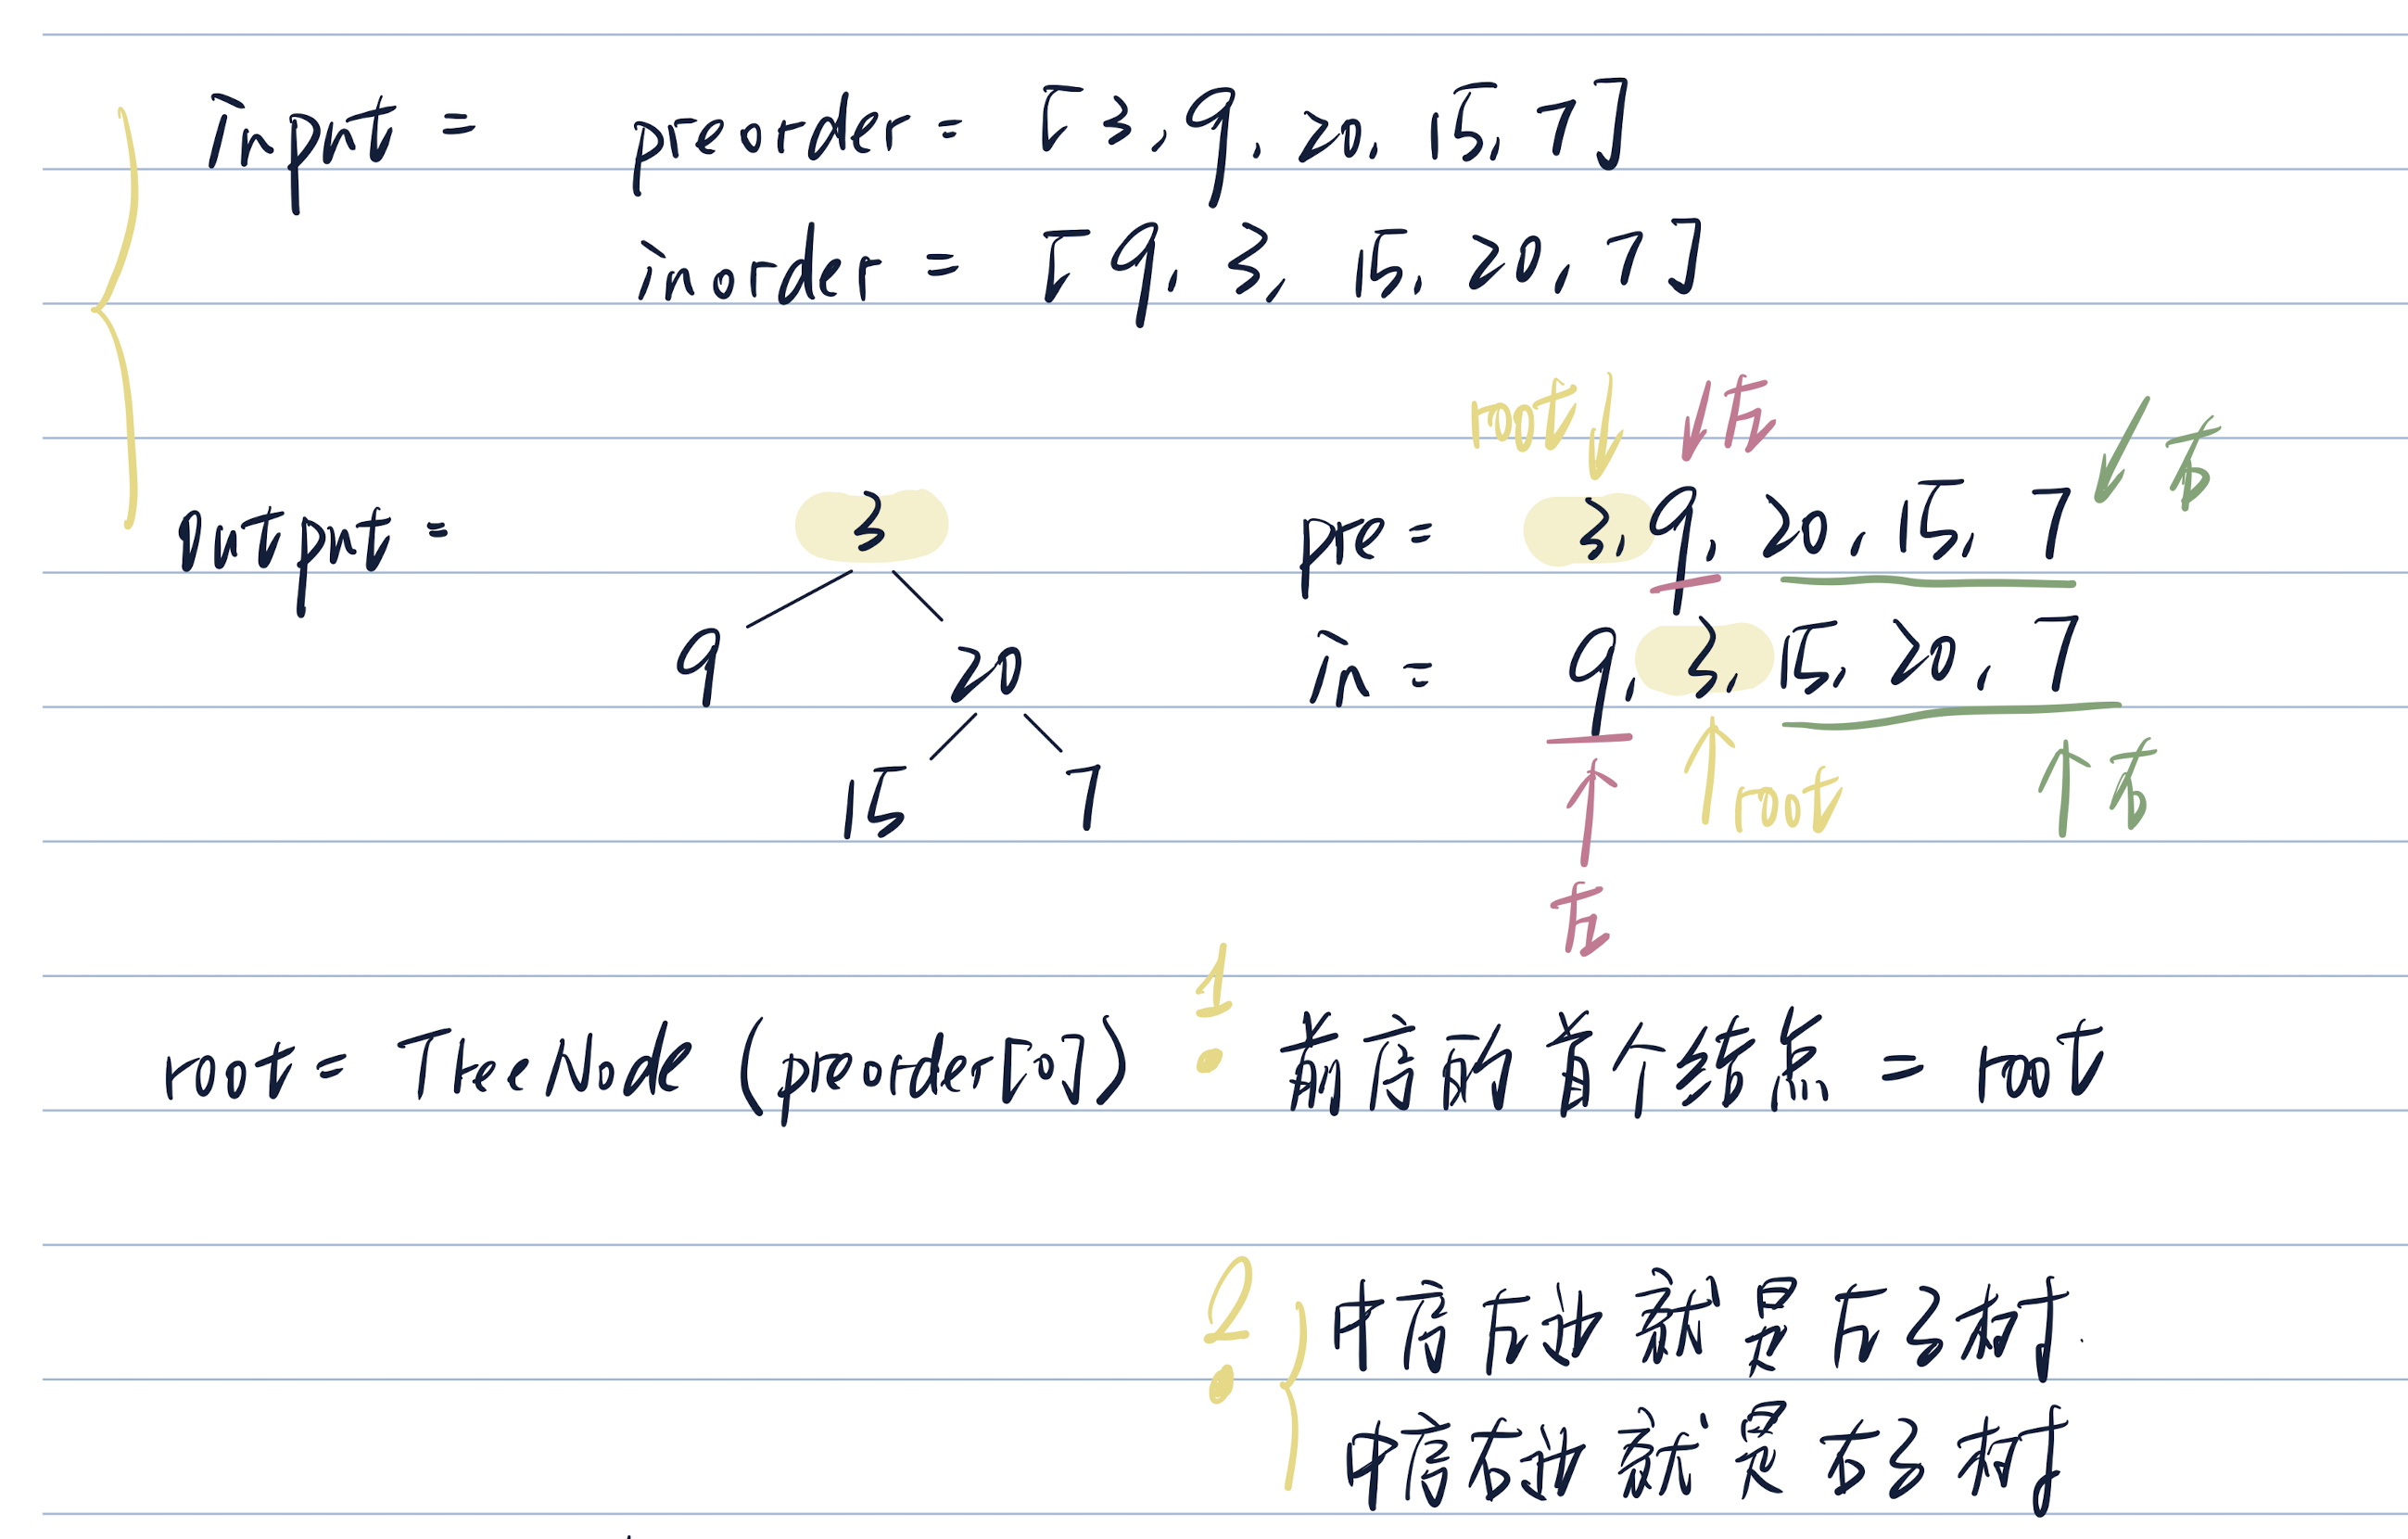 input = preorder = [3, 9, 20, 15, 7]
inorder = [9, 3, 15, 20, 7]
root ↓ ↙ 左 ↙ 右
output = 3 pre = 3, 9, 20, 15, 7
9 20 in = 9, 3, 15, 20, 7
15 7 ↑ ↑ root ↑ 右
左
1.
root = TreeNode (preorder[0]) 前序的首个结点 = root
2. 中序左边就是左子树.
中序右边就是右子树